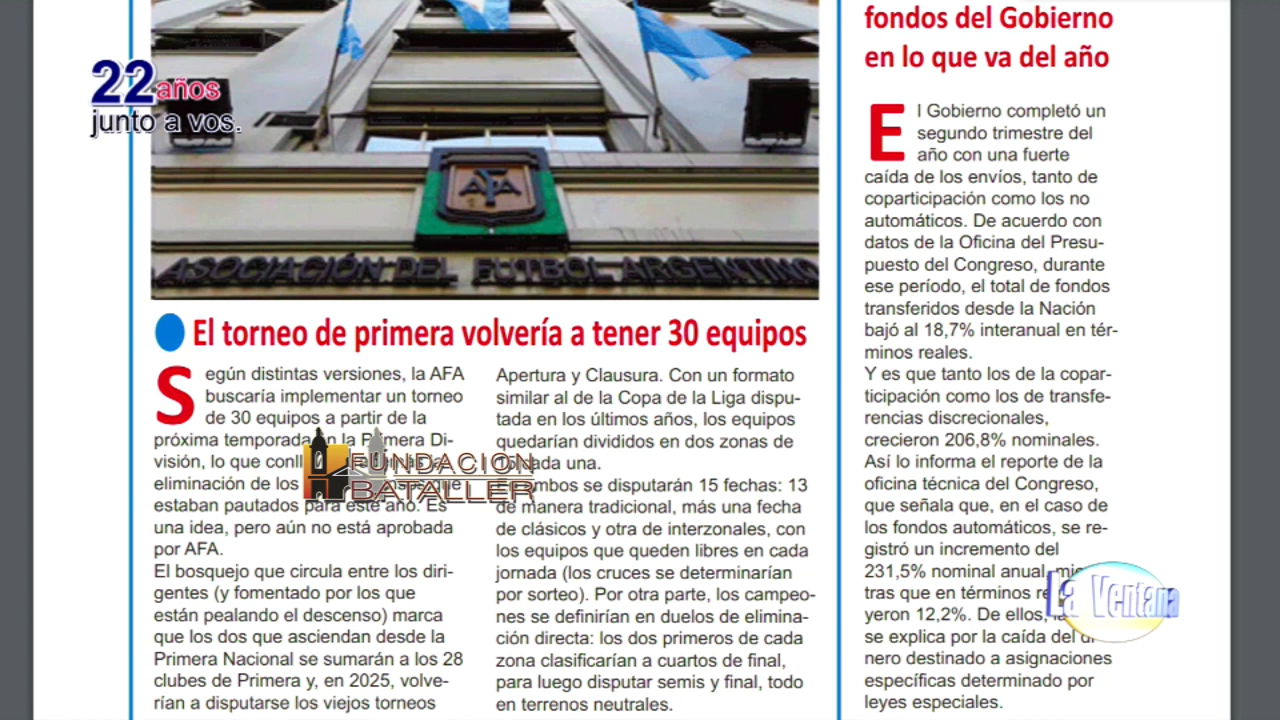 22 años
junto a vos.
AFA
ASOCIACIÓN DEL FUTBOL ARGENTINO
El torneo de primera volvería a tener 30 equipos
Según distintas versiones, la AFA
buscaría implementar un torneo
de 30 equipos a partir de la
próxima temporada en la Primera Di-
visión, lo que
eliminación de los
estaban pautados para este año. Es
una idea, pero aún no está aprobada
por AFA.
El bosquejo que circula entre los diri-
gentes (y fomentado por los que
están pealando el descenso) marca
que los dos que asciendan desde la
Primera Nacional se sumarán a los 28
clubes de Primera y, en 2025, volve-
rían a disputarse los viejos torneos
FUNDACION
BATALLER
Apertura y Clausura. Con un formato
similar al de la Copa de la Liga dispu-
tada en los últimos años, los equipos
quedarían divididos en dos zonas de
cada una.
ambos se disputarán 15 fechas: 13
de manera tradicional, más una fecha
de clásicos y otra de interzonales, con
los equipos que queden libres en cada
jornada (los cruces se determinarían
por sorteo). Por otra parte, los campeo-
nes se definirían en duelos de elimina-
ción directa: los dos primeros de cada
zona clasificarían a cuartos de final,
para luego disputar semis y final, todo
en terrenos neutrales.
fondos del Gobierno
en lo que va del año
El Gobierno completó un
segundo trimestre del
año con una fuerte
caída de los envíos, tanto de
coparticipación como los no
automáticos. De acuerdo con
datos de la Oficina del Presu-
puesto del Congreso, durante
ese período, el total de fondos
transferidos desde la Nación
bajó al 18,7% interanual en tér-
minos reales.
Y es que tanto los de la copar-
ticipación como los de transfe-
rencias discrecionales,
crecieron 206,8% nominales.
Así lo informa el reporte de la
oficina técnica del Congreso,
que señala que, en el caso de
los fondos automáticos, se re-
gistró un incremento del
231,5% nominal anual,
tras que en términos
yeron 12,2%. De ellos,
se explica por la caída del
nero destinado a asignaciones
específicas determinado por
leyes especiales.
La Ventana